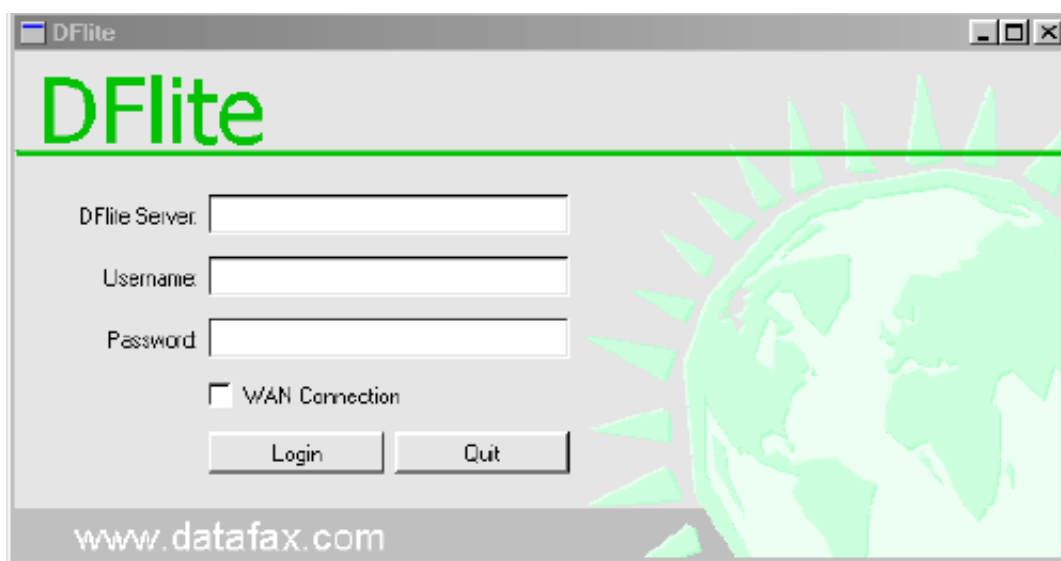 DFlite
DFlite
DFlite Server:
Username:
Password:
WAN Connection
Login Quit
www.datafax.com